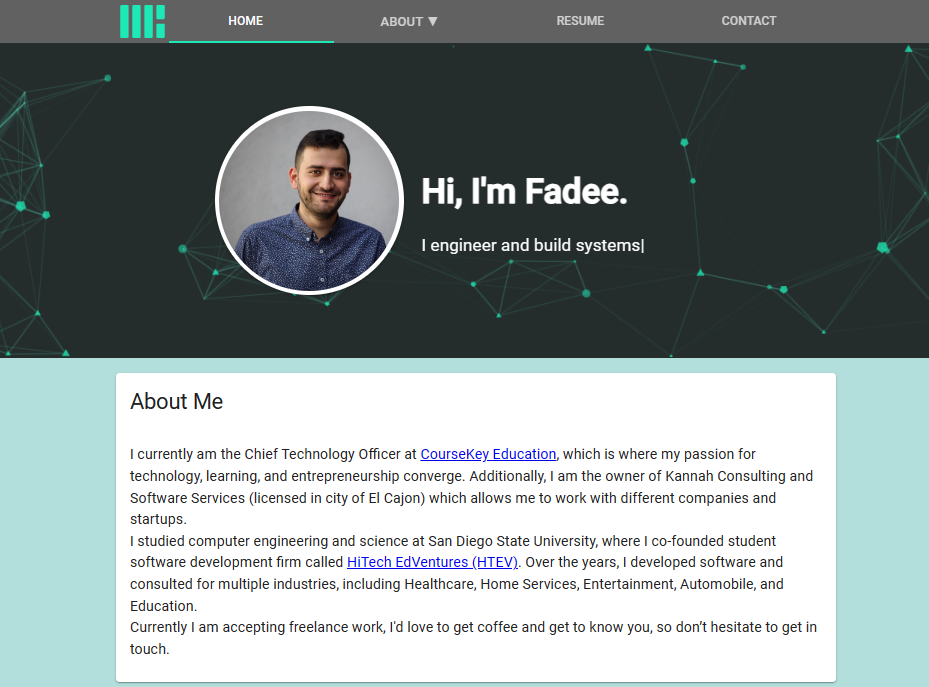 HOME ABOUT ▼ RESUME CONTACT
Hi, I'm Fadee.
I engineer and build systems|
About Me
I currently am the Chief Technology Officer at CourseKey Education, which is where my passion for
technology, learning, and entrepreneurship converge. Additionally, I am the owner of Kannah Consulting and
Software Services (licensed in city of El Cajon) which allows me to work with different companies and
startups.
I studied computer engineering and science at San Diego State University, where I co-founded student
software development firm called HiTech EdVentures (HTEV). Over the years, I developed software and
consulted for multiple industries, including Healthcare, Home Services, Entertainment, Automobile, and
Education.
Currently I am accepting freelance work, I'd love to get coffee and get to know you, so don’t hesitate to get in
touch.